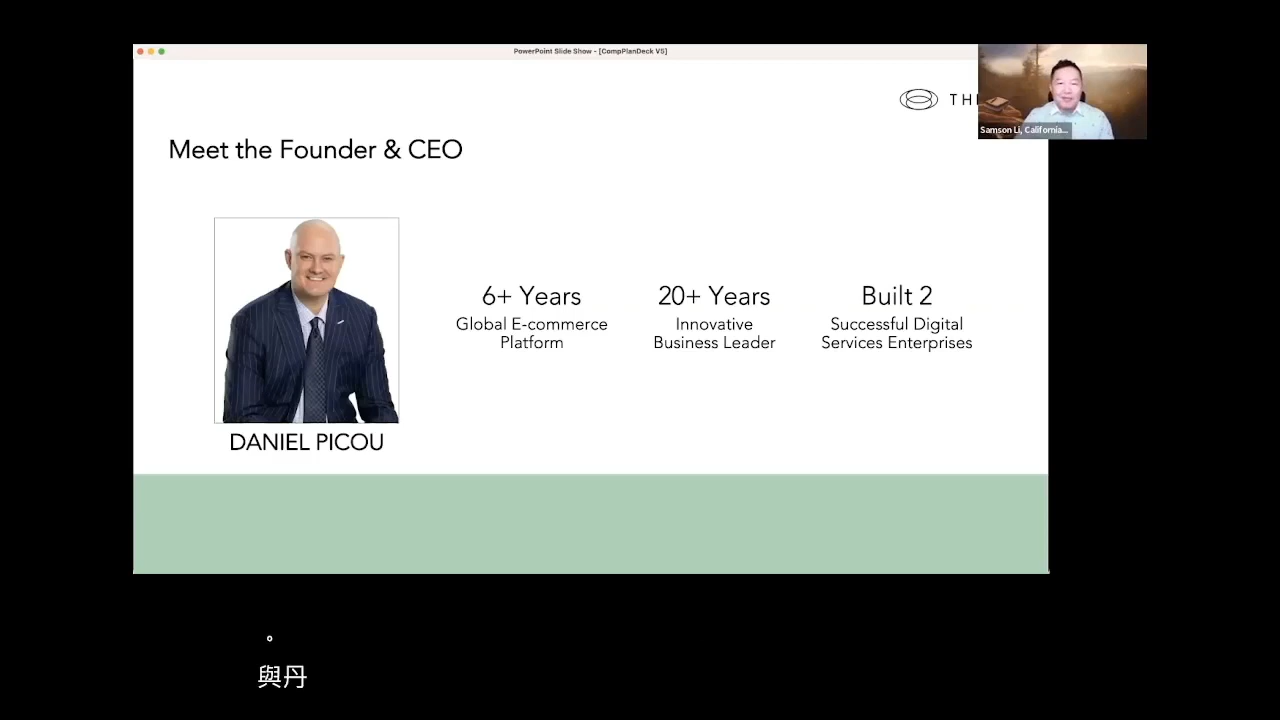 PowerPoint Slide Show - [CompPlanDeck V5]
TH
Samson Li, California...
Meet the Founder & CEO
6+ Years
Global E-commerce
Platform
20+ Years
Innovative
Business Leader
Built 2
Successful Digital
Services Enterprises
DANIEL PICOU
。
與丹